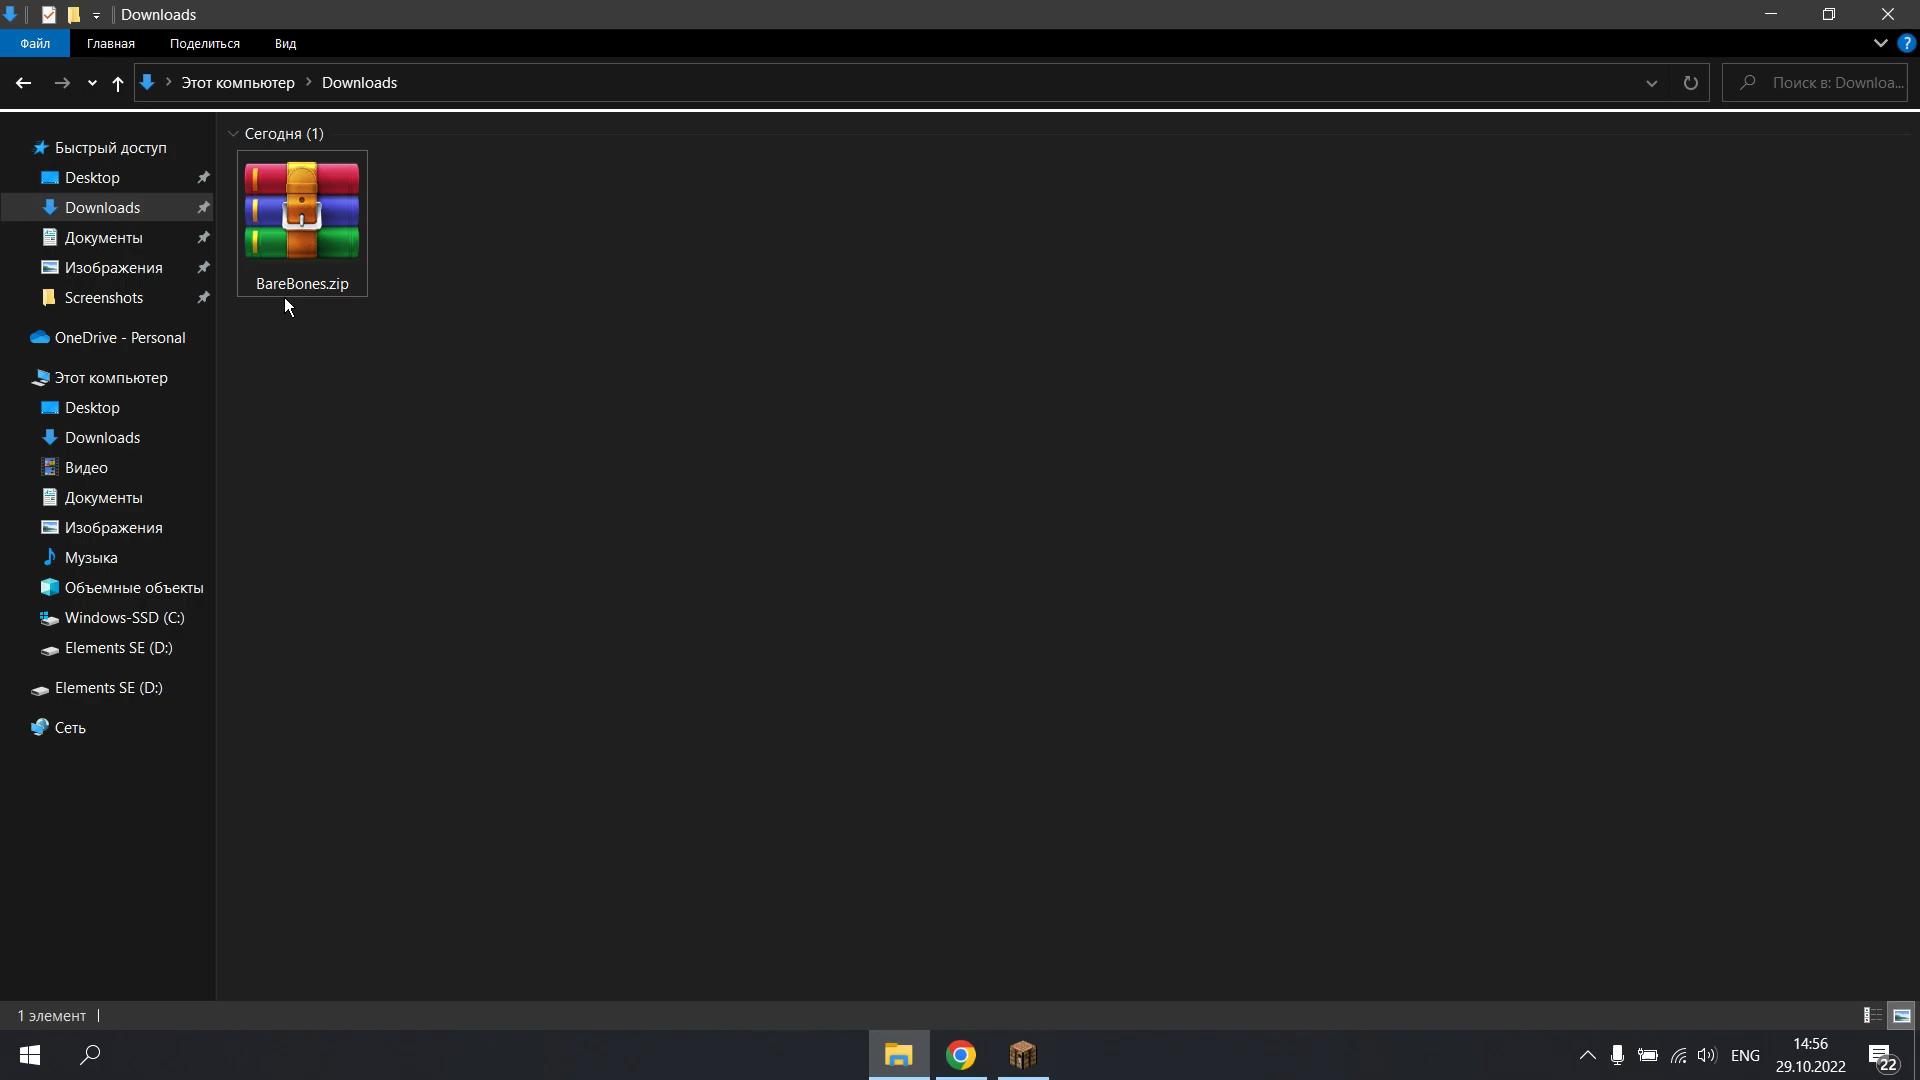 Downloads
Файл Главная Поделиться Вид
Этот компьютер Downloads Поиск в: Downloa...
Быстрый доступ
Desktop
Downloads
Документы
Изображения
Screenshots
OneDrive - Personal
Этот компьютер
Desktop
Downloads
Видео
Документы
Изображения
Музыка
Объемные объекты
Windows-SSD (C:)
Elements SE (D:)
Elements SE (D:)
Сеть
Сегодня (1)
BareBones.zip
1 элемент
ENG
14:56
29.10.2022
22